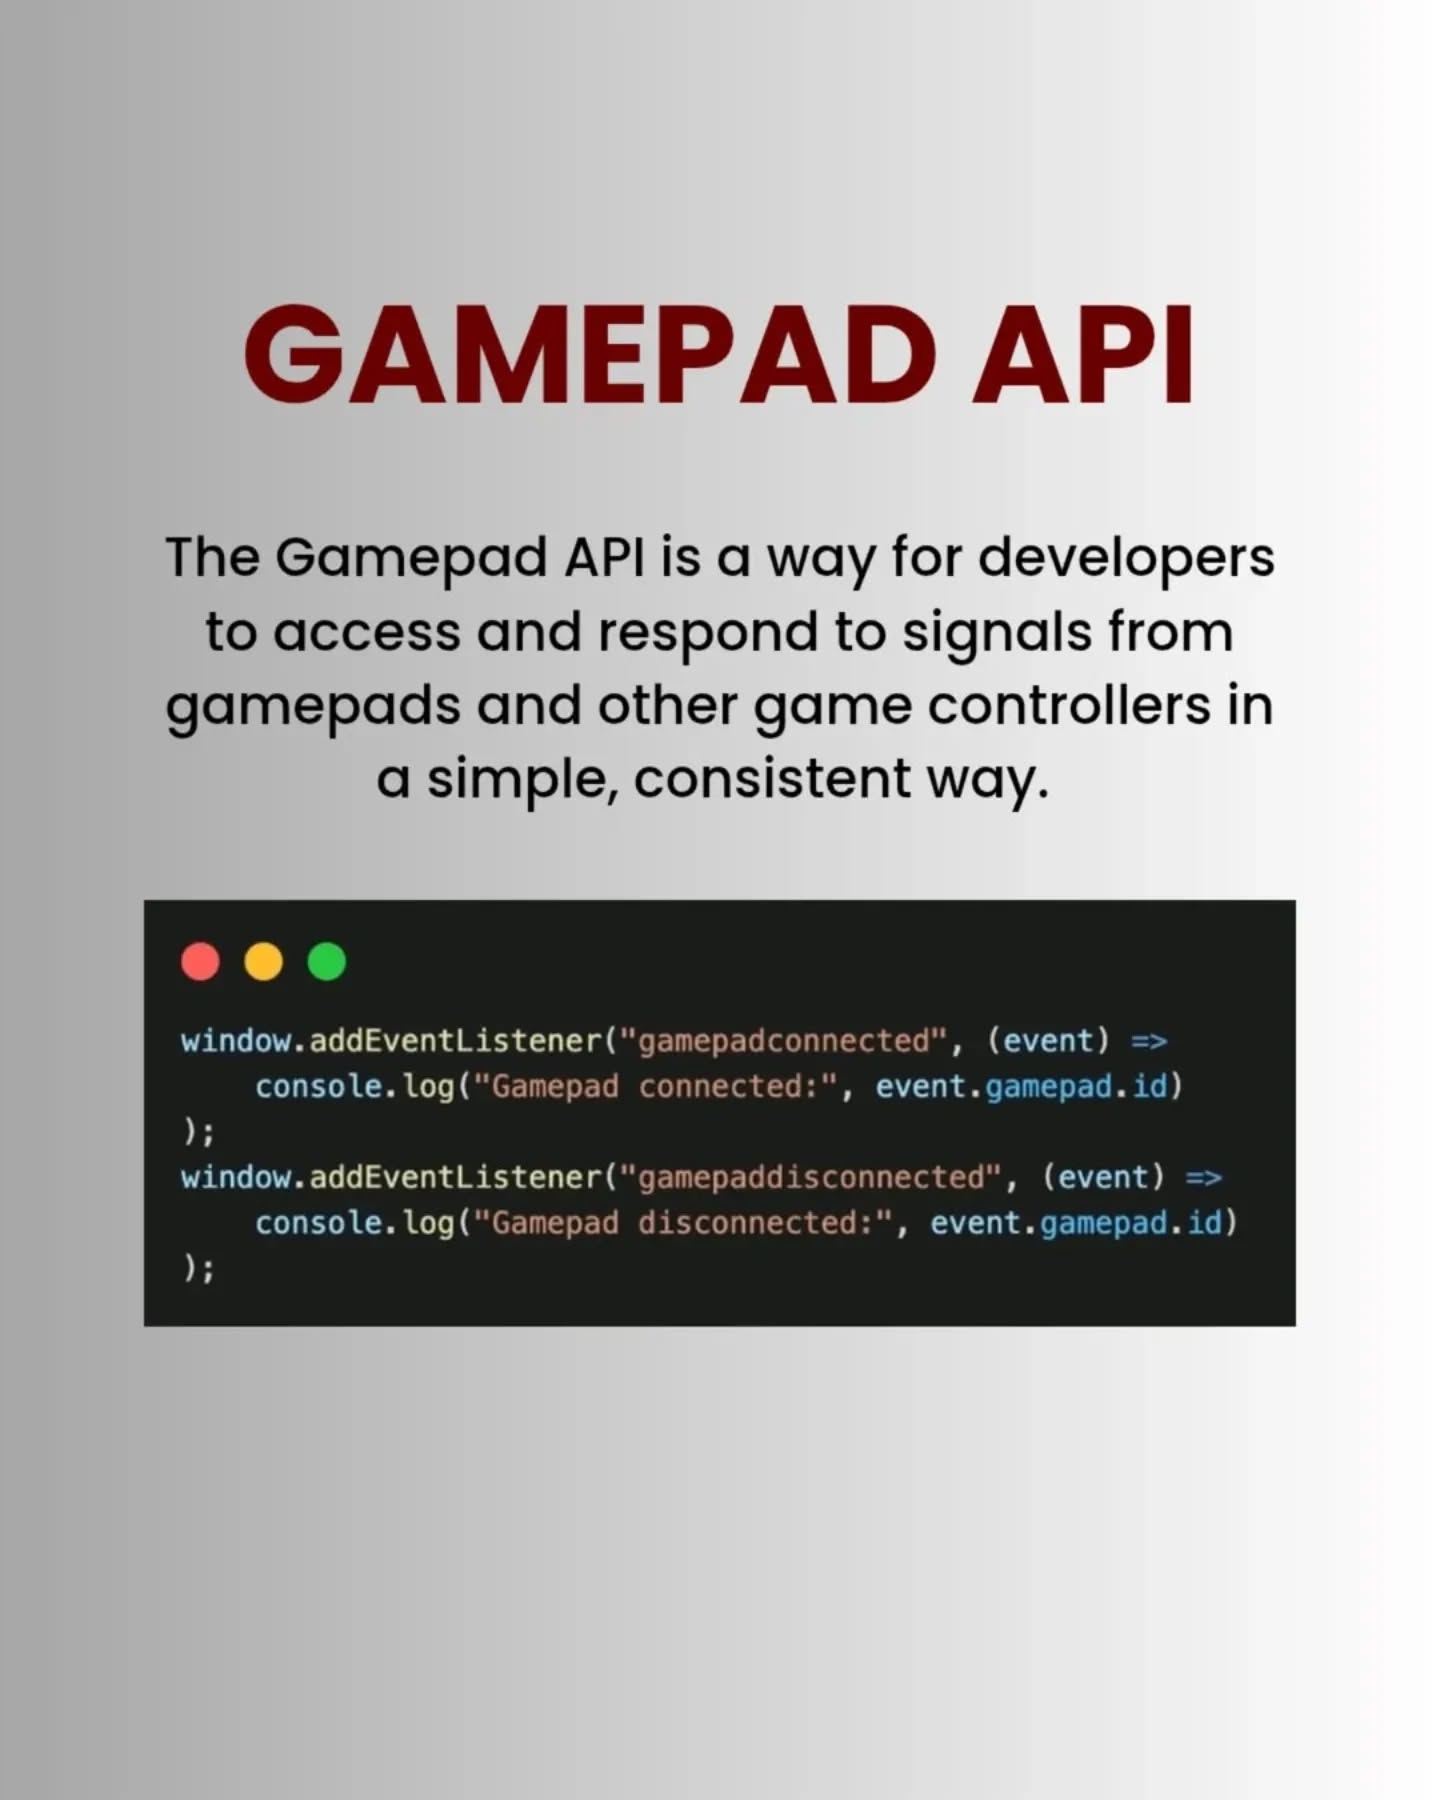 GAMEPAD API
The Gamepad API is a way for developers
to access and respond to signals from
gamepads and other game controllers in
a simple, consistent way.
window.addEventListener("gamepadconnected", (event) =>
    console.log("Gamepad connected:", event.gamepad.id)
);
window.addEventListener("gamepaddisconnected", (event) =>
    console.log("Gamepad disconnected:", event.gamepad.id)
);